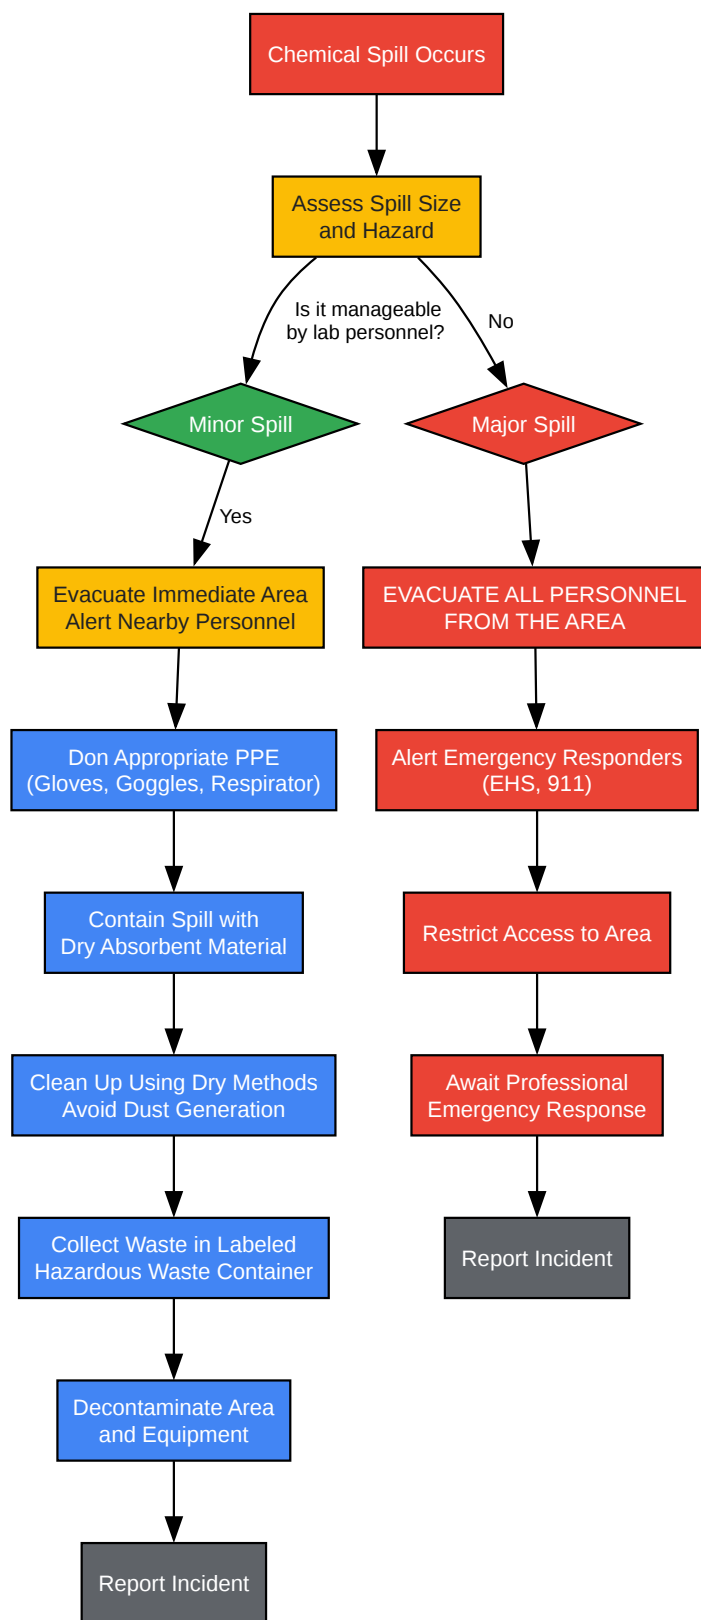 Chemical Spill Occurs
Assess Spill Size
and Hazard
Is it manageable
by lab personnel?
No
Minor Spill
Major Spill
Yes
Evacuate Immediate Area
Alert Nearby Personnel
EVACUATE ALL PERSONNEL
FROM THE AREA
Don Appropriate PPE
(Gloves, Goggles, Respirator)
Alert Emergency Responders
(EHS, 911)
Contain Spill with
Dry Absorbent Material
Restrict Access to Area
Clean Up Using Dry Methods
Avoid Dust Generation
Await Professional
Emergency Response
Collect Waste in Labeled
Hazardous Waste Container
Report Incident
Decontaminate Area
and Equipment
Report Incident